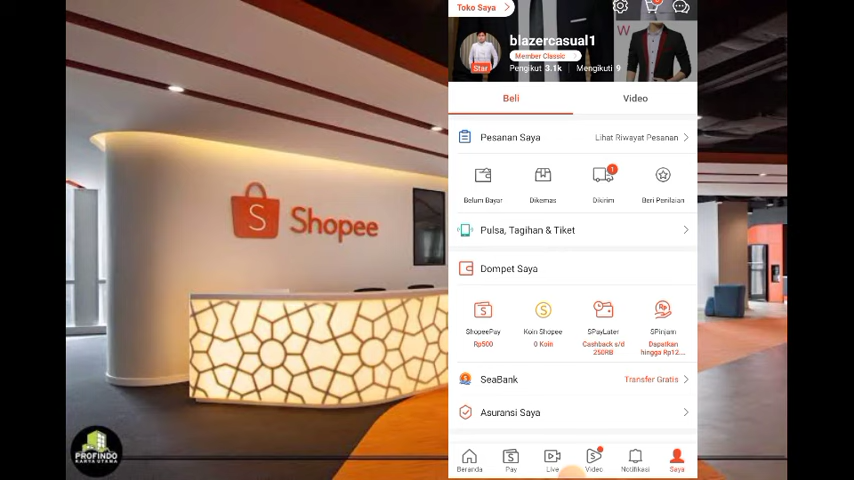 Toko Saya
blazercasual1
Member Classic
Star
Pengikut 3.1k
Mengikuti 9
W
Beli
Video
Pesanan Saya
Lihat Riwayat Pesanan
1
Belum Bayar
Dikemas
Dikirim
Beri Penilaian
Pulsa, Tagihan & Tiket
Dompet Saya
ShopeePay
Koin Shopee
SPayLater
SPinjam
Rp500
0 Koin
Cashback s/d
250RB
Dapatkan
hingga Rp12...
SeaBank
Transfer Gratis
Asuransi Saya
Beranda
Pay
Live
Video
Notifikasi
Saya
S Shopee
PROFINDO
KARYA UTAMA